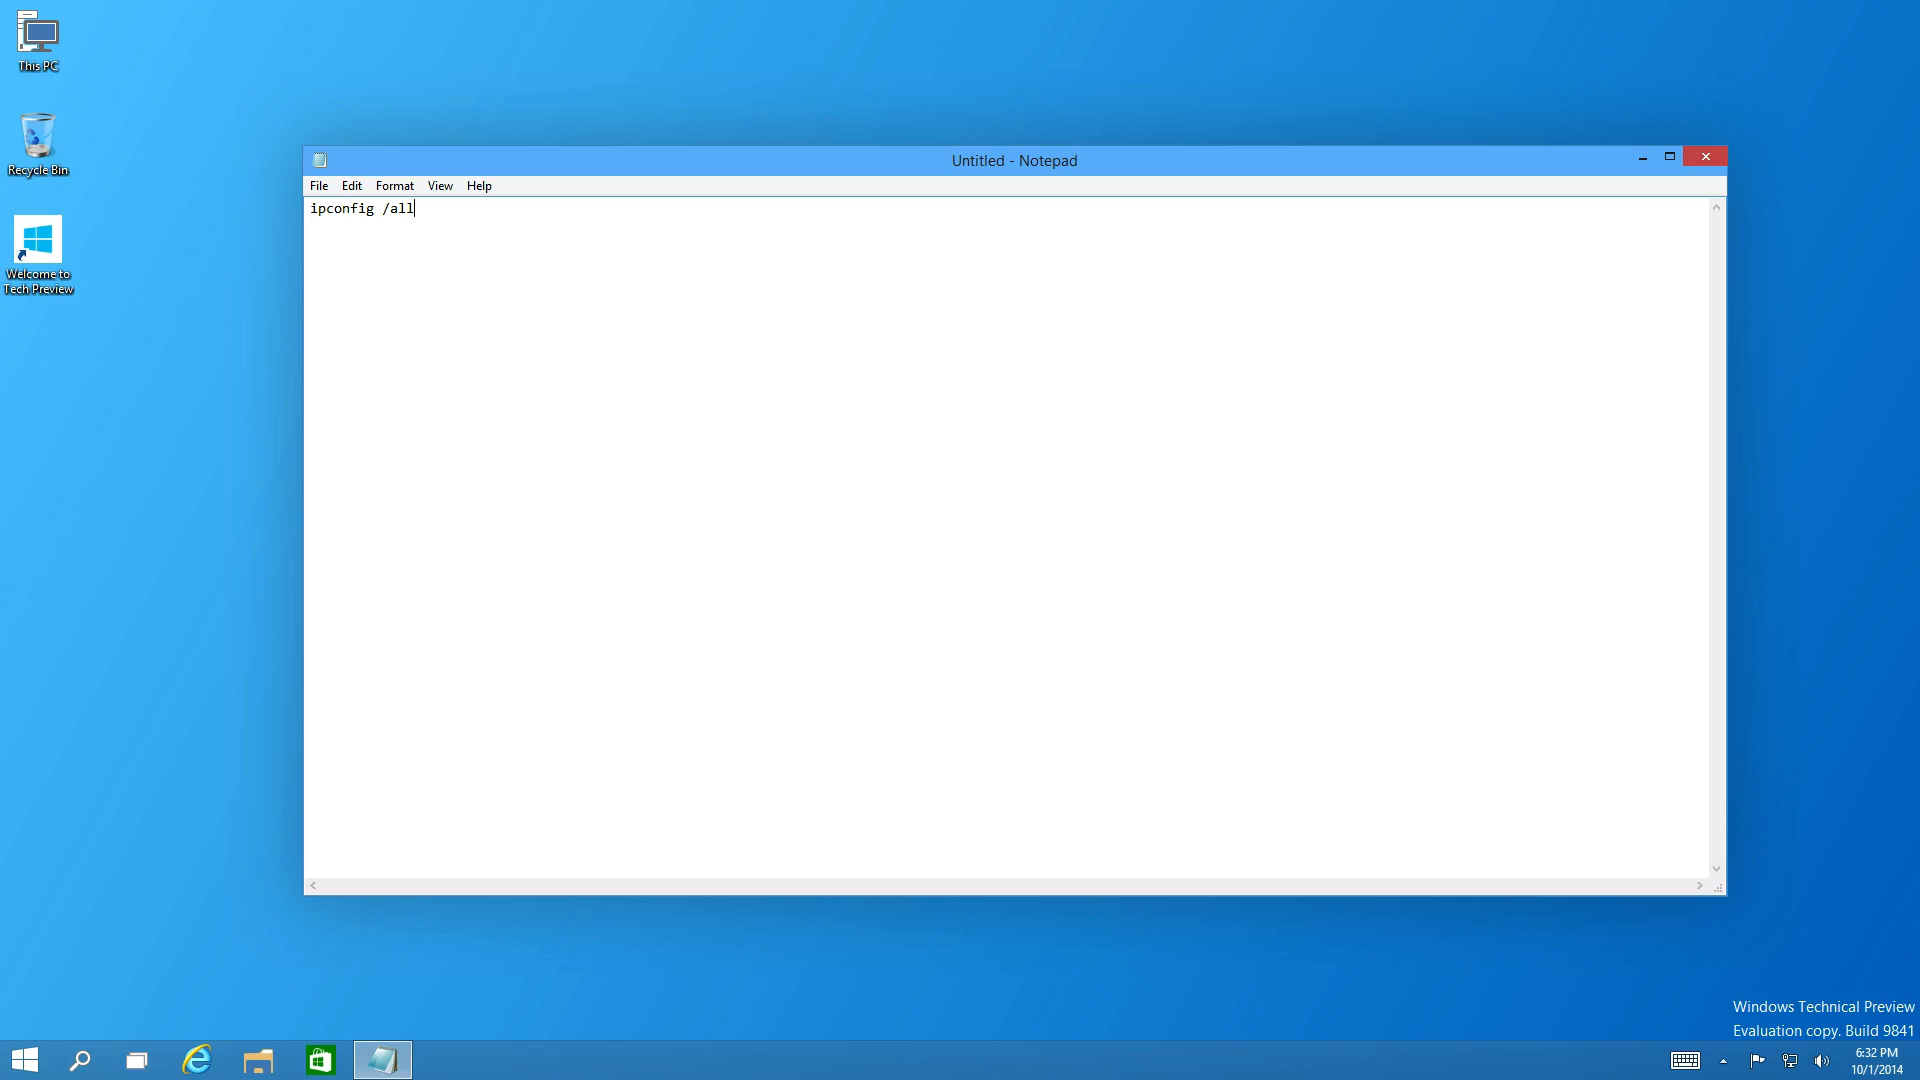 This PC
Recycle Bin
Welcome to
Tech Preview
Untitled - Notepad
File Edit Format View Help
ipconfig /all
Windows Technical Preview
Evaluation copy. Build 9841
6:32 PM
10/1/2014